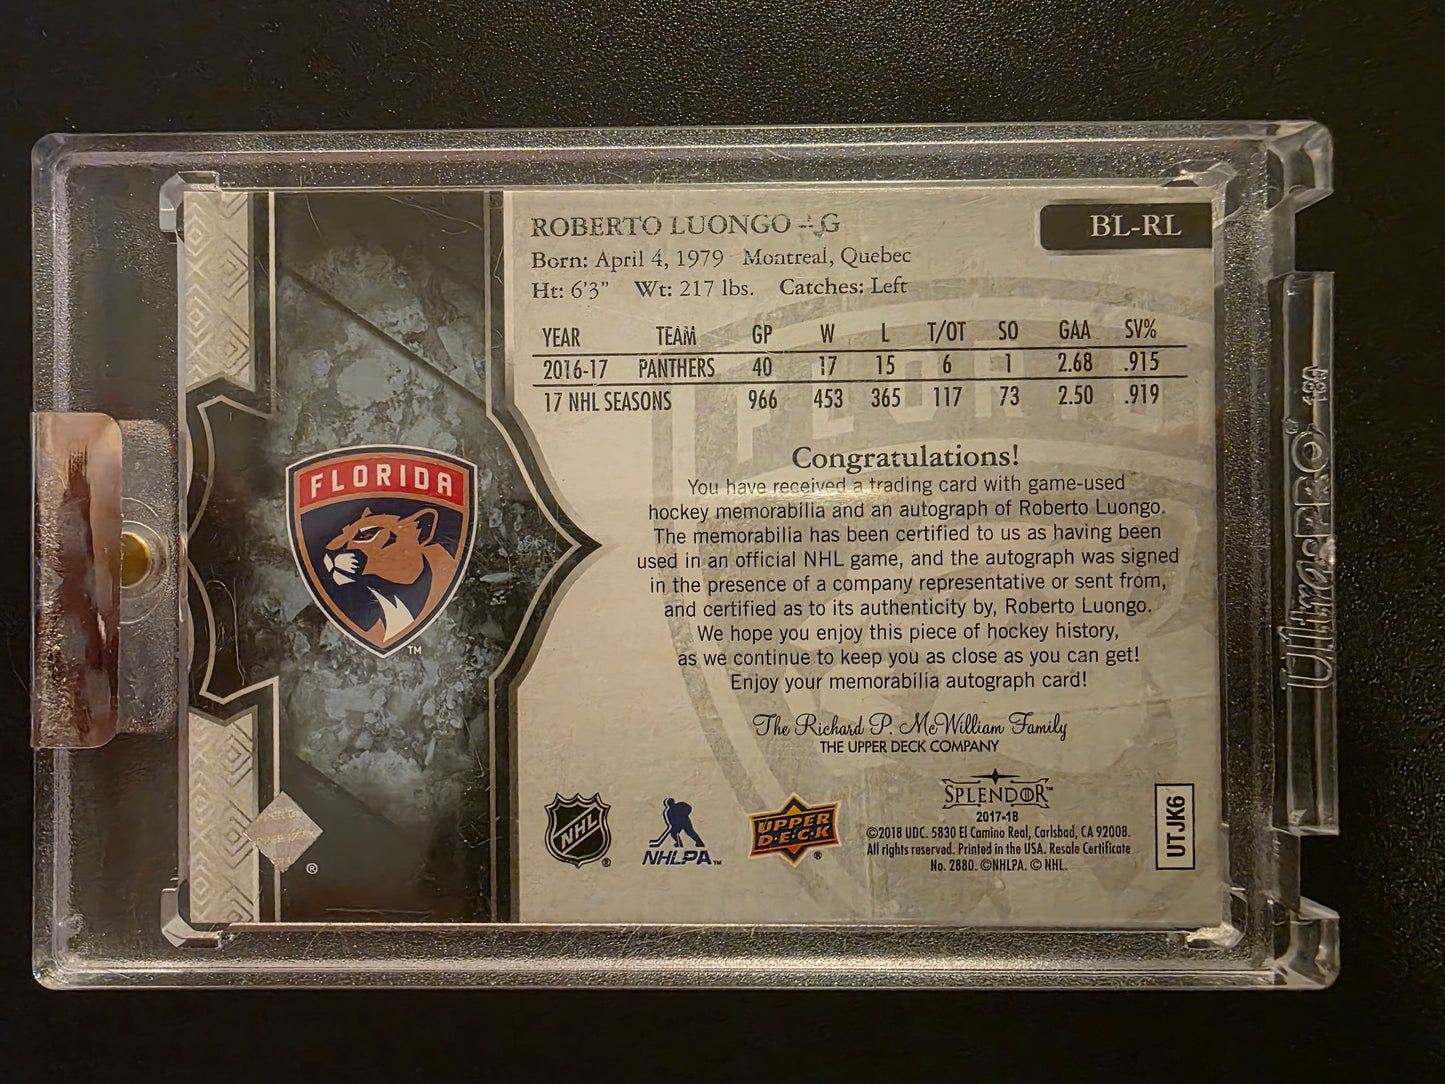 ROBERTO LUONGO - G
BL-RL
Born: April 4, 1979 Montreal, Quebec
Ht: 6'3" Wt: 217 lbs. Catches: Left
YEAR TEAM GP W L T/OT SO GAA SV%
2016-17 PANTHERS 40 17 15 6 1 2.68 .915
17 NHL SEASONS 966 453 365 117 73 2.50 .919
FLORIDA
TM
Congratulations!
You have received a trading card with game-used
hockey memorabilia and an autograph of Roberto Luongo.
The memorabilia has been certified to us as having been
used in an official NHL game, and the autograph was signed
in the presence of a company representative or sent from,
and certified as to its authenticity by, Roberto Luongo.
We hope you enjoy this piece of hockey history,
as we continue to keep you as close as you can get!
Enjoy your memorabilia autograph card!
The Richard P. McWilliam Family
THE UPPER DECK COMPANY
NHL ®
NHLPA™
UPPER
DECK ®
SPLENDOR™
2017-18
©2018 UDC. 5830 El Camino Real, Carlsbad, CA 92008.
All rights reserved. Printed in the USA. Resale Certificate
No. 2880. ©NHLPA. © NHL.
UTJK6
®
Ultra•PRO®
180